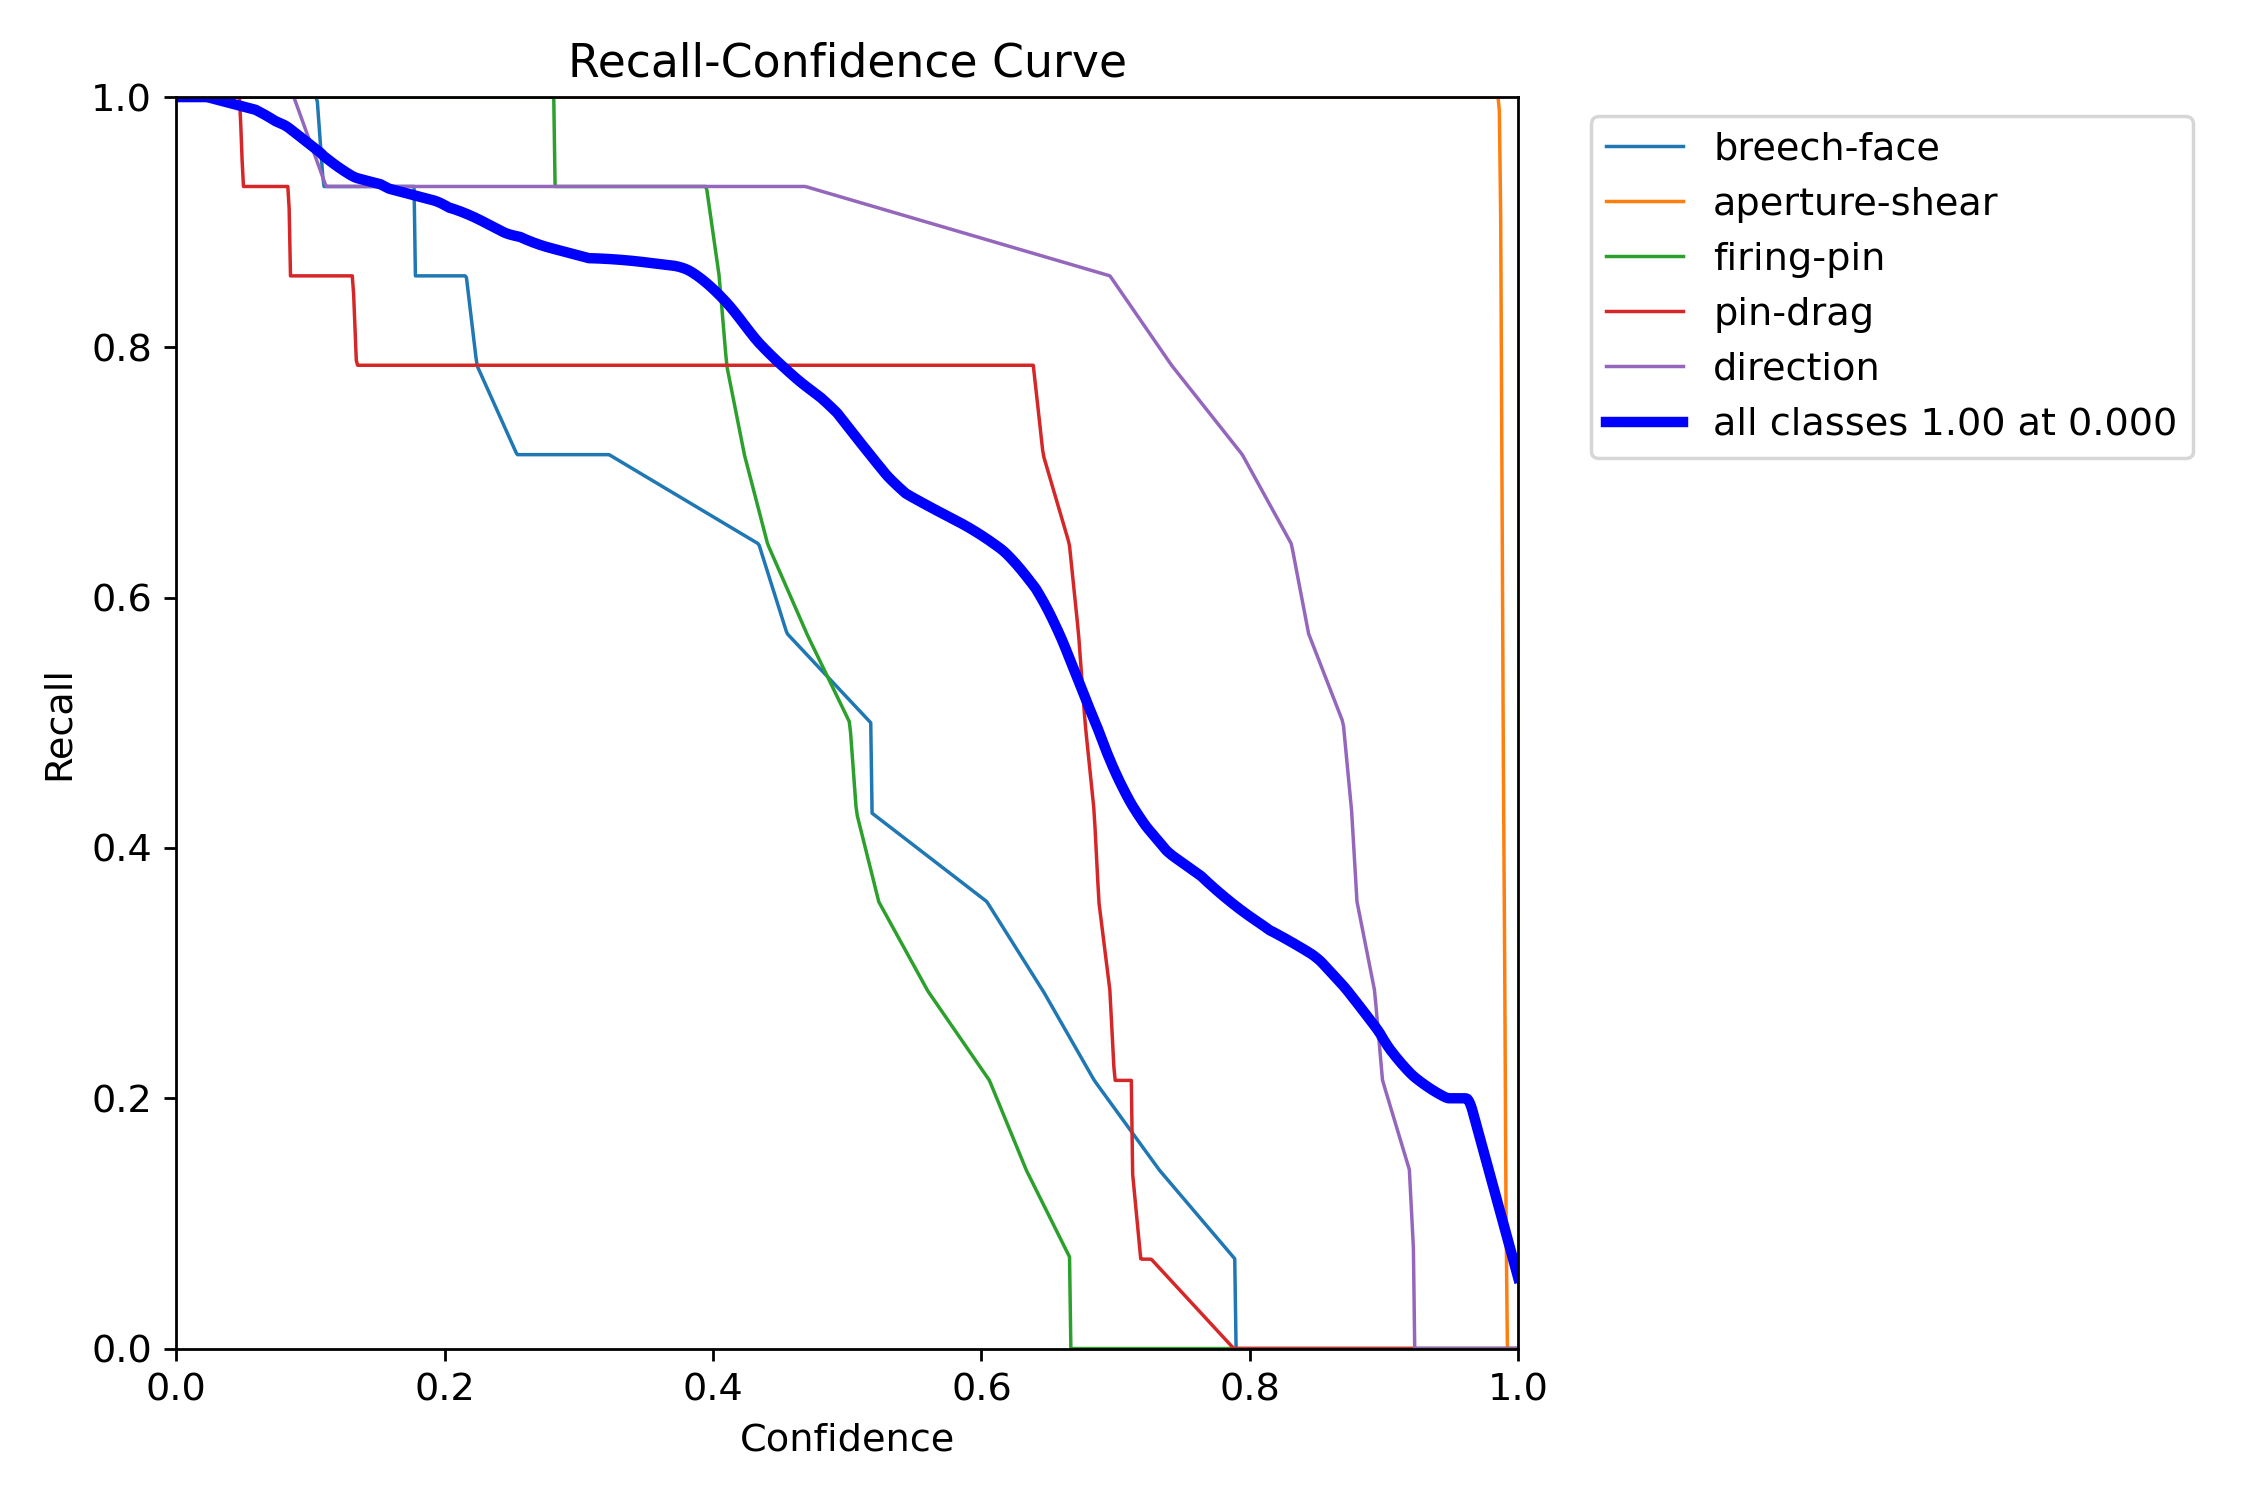 Recall-Confidence Curve
1.0
0.8
0.6
0.4
0.2
0.0
Recall
0.0 0.2 0.4 0.6 0.8 1.0
Confidence
breech-face
aperture-shear
firing-pin
pin-drag
direction
all classes 1.00 at 0.000